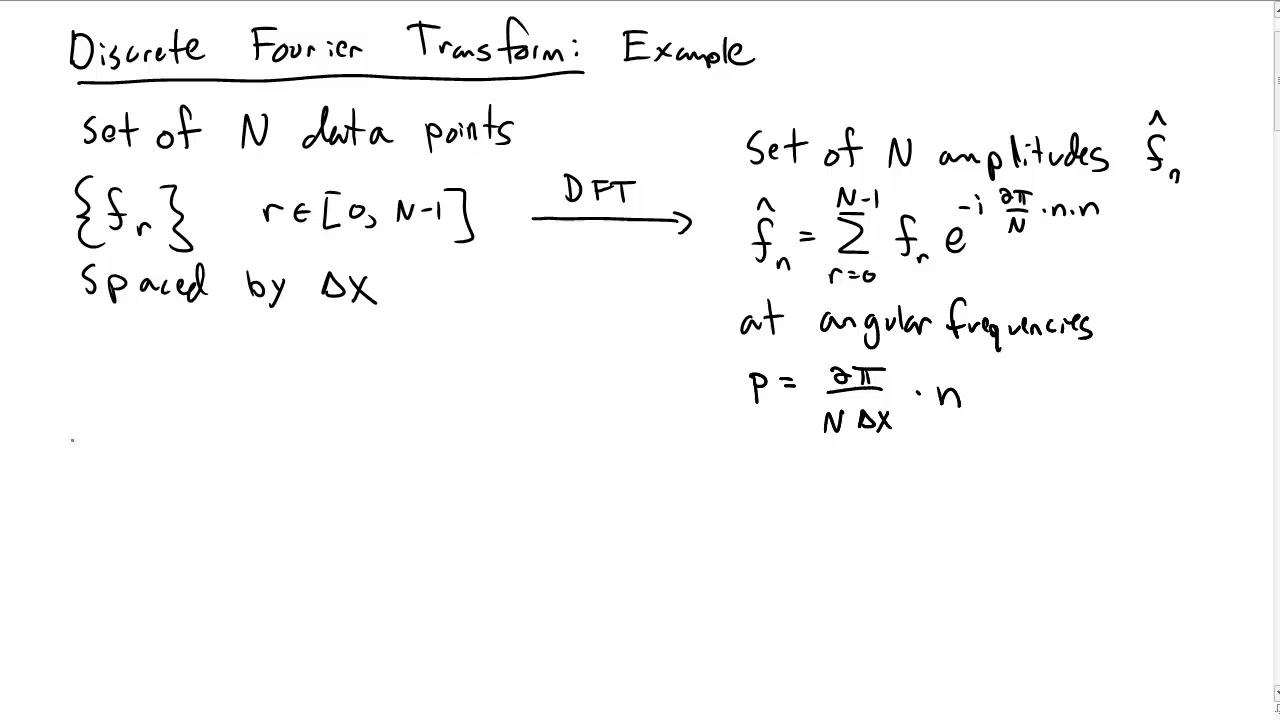 Discrete Fourier Transform: Example
set of N data points
{f_r} r ∈ [0, N-1]
spaced by Δx
DFT
Set of N amplitudes f̂_n
f̂_n = Σ_{r=0}^{N-1} f_r e^{-i 2π/N · n · n}
at angular frequencies
p = 2π/(N Δx) · n